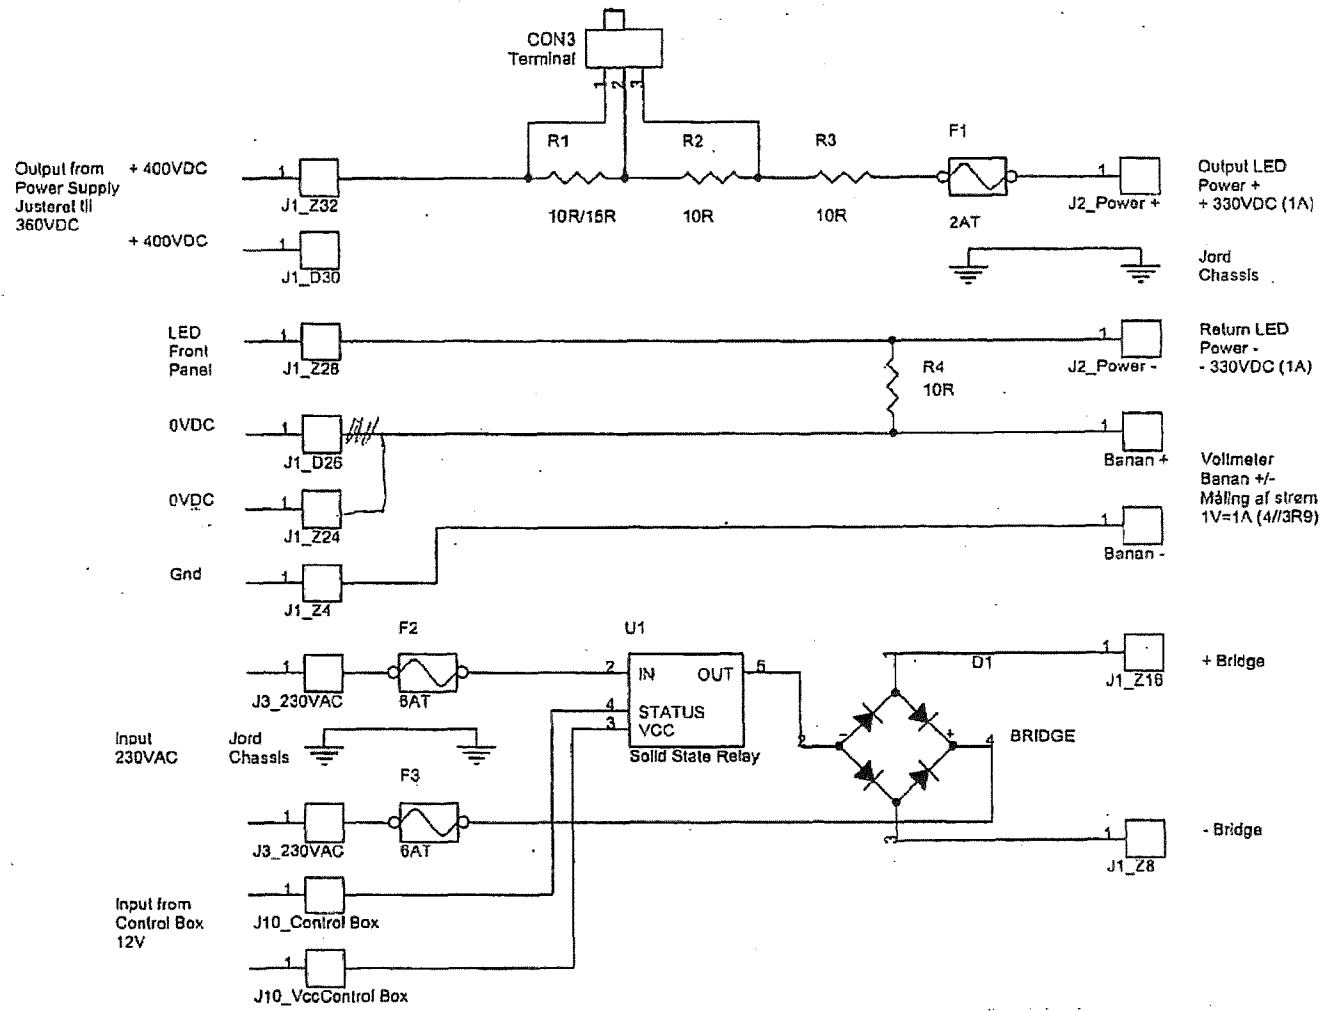 CON3
Terminal
1 2 3
R1
R2
R3
F1
Output from
Power Supply
Justeret til
360VDC
+ 400VDC
1
J1_Z32
10R/15R
10R
10R
2AT
1
J2_Power +
Output LED
Power +
+ 330VDC (1A)
+ 400VDC
1
J1_D30
Jord
Chassis
LED
Front
Panel
1
J1_Z28
R4
10R
1
J2_Power -
Return LED
Power -
- 330VDC (1A)
0VDC
1
J1_D26
1
Banan +
Voltmeter
Banan +/-
Måling af strøm
1V=1A (4//3R9)
0VDC
1
J1_Z24
1
Banan -
Gnd
1
J1_Z4
F2
U1
1
J3_230VAC
6AT
2
IN
OUT
5
4
STATUS
3
VCC
Solid State Relay
1
D1
1
J1_Z16
+ Bridge
2
-
+
4
BRIDGE
Input
230VAC
Jord
Chassis
F3
1
J3_230VAC
6AT
3
1
J1_Z8
- Bridge
Input from
Control Box
12V
1
J10_Control Box
1
J10_VccControl Box